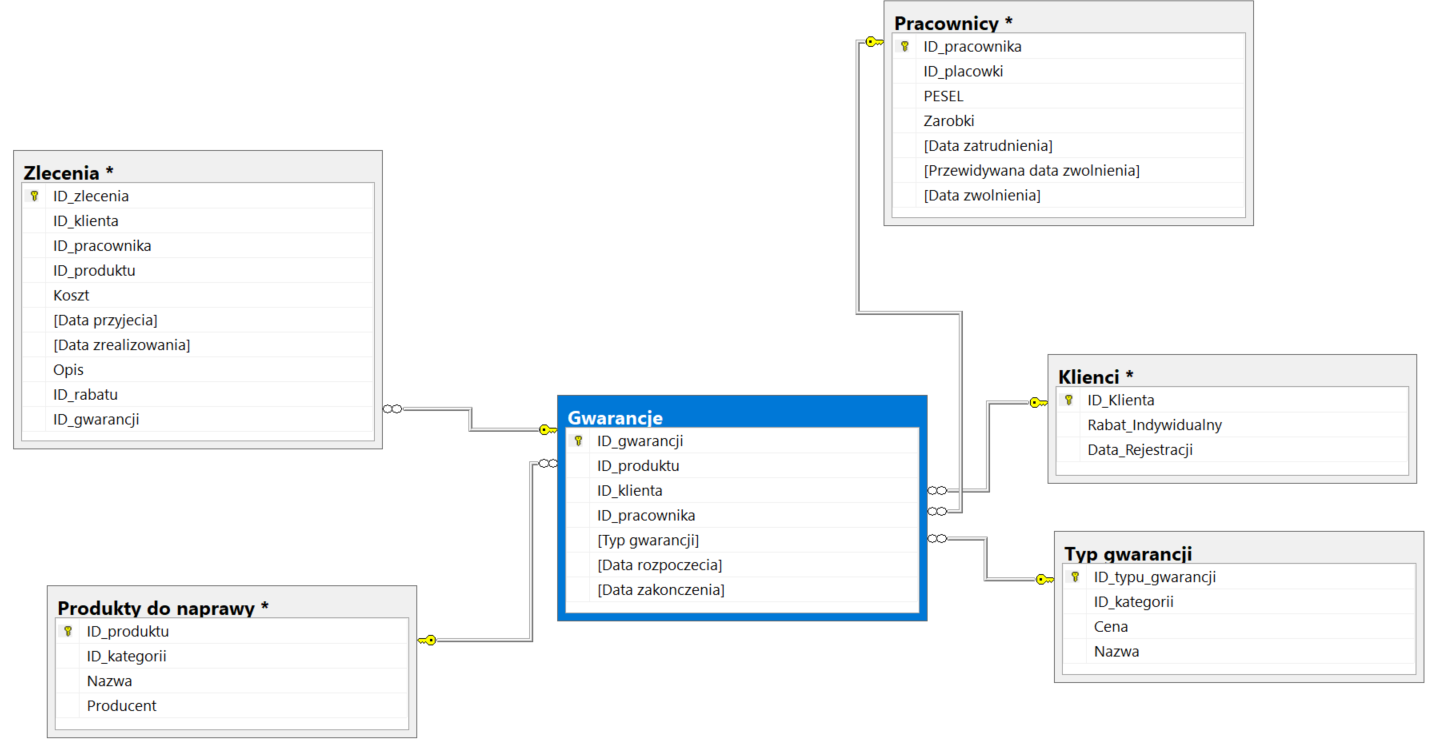 Pracownicy *
ID_pracownika
ID_placowki
PESEL
Zarobki
[Data zatrudnienia]
[Przewidywana data zwolnienia]
[Data zwolnienia]
Zlecenia *
ID_zlecenia
ID_klienta
ID_pracownika
ID_produktu
Koszt
[Data przyjecia]
[Data zrealizowania]
Opis
ID_rabatu
ID_gwarancji
Klienci *
ID_Klienta
Rabat_Indywidualny
Data_Rejestracji
Gwarancje
ID_gwarancji
ID_produktu
ID_klienta
ID_pracownika
[Typ gwarancji]
[Data rozpoczecia]
[Data zakonczenia]
Typ gwarancji
ID_typu_gwarancji
ID_kategorii
Cena
Nazwa
Produkty do naprawy *
ID_produktu
ID_kategorii
Nazwa
Producent